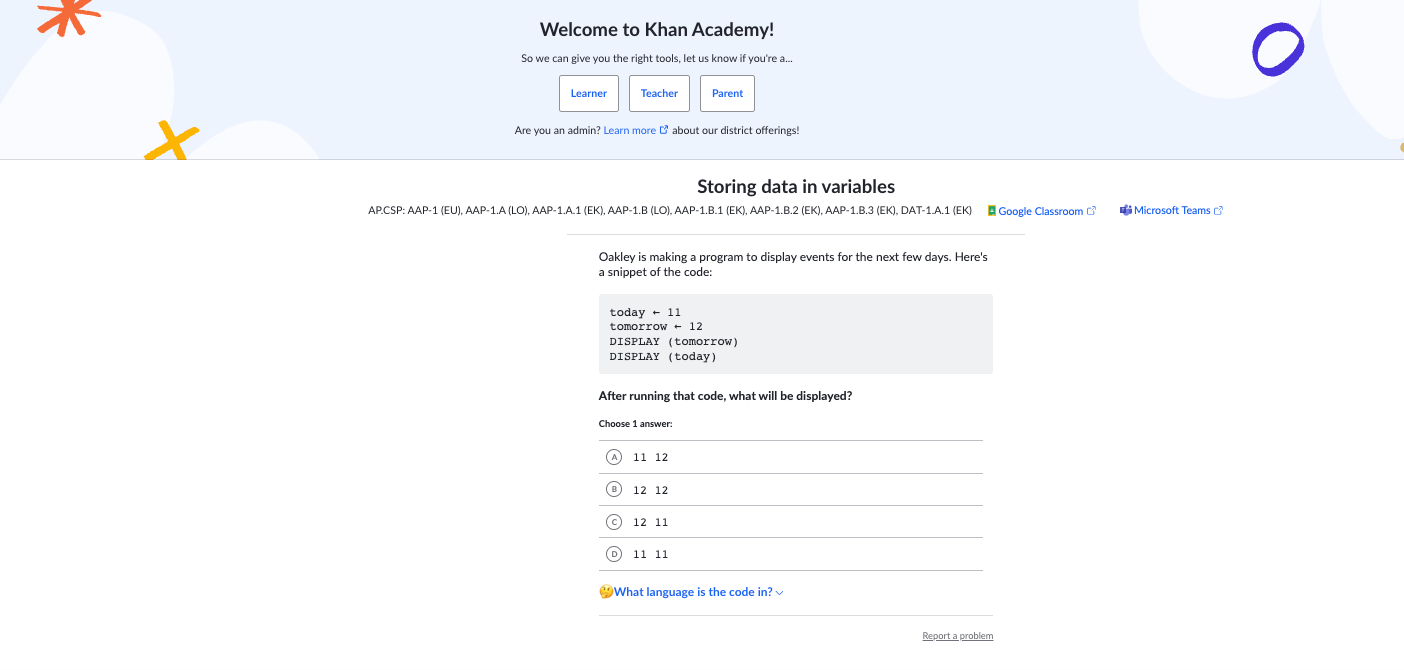 Welcome to Khan Academy!
So we can give you the right tools, let us know if you're a...
Learner Teacher Parent
Are you an admin? Learn more about our district offerings!
Storing data in variables
AP.CSP: AAP-1 (EU), AAP-1.A (LO), AAP-1.A.1 (EK), AAP-1.B (LO), AAP-1.B.1 (EK), AAP-1.B.2 (EK), AAP-1.B.3 (EK), DAT-1.A.1 (EK) Google Classroom Microsoft Teams
Oakley is making a program to display events for the next few days. Here's
a snippet of the code:
today ← 11
tomorrow ← 12
DISPLAY (tomorrow)
DISPLAY (today)
After running that code, what will be displayed?
Choose 1 answer:
A 11 12
B 12 12
C 12 11
D 11 11
🤔What language is the code in?
Report a problem